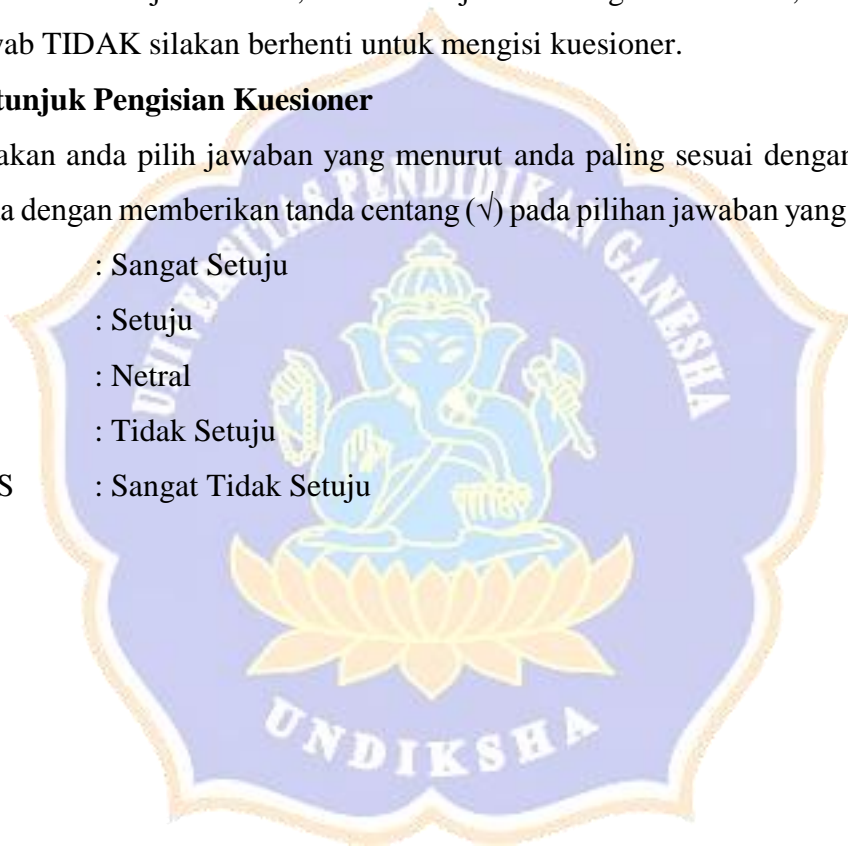 yab TIDAK silakan berhenti untuk mengisi kuesioner.
tunjuk Pengisian Kuesioner
akan anda pilih jawaban yang menurut anda paling sesuai dengan
a dengan memberikan tanda centang (√) pada pilihan jawaban yang
: Sangat Setuju
: Setuju
: Netral
: Tidak Setuju
S : Sangat Tidak Setuju
UNIVERSITAS PENDIDIKAN GANESHA
UNDIKSHA